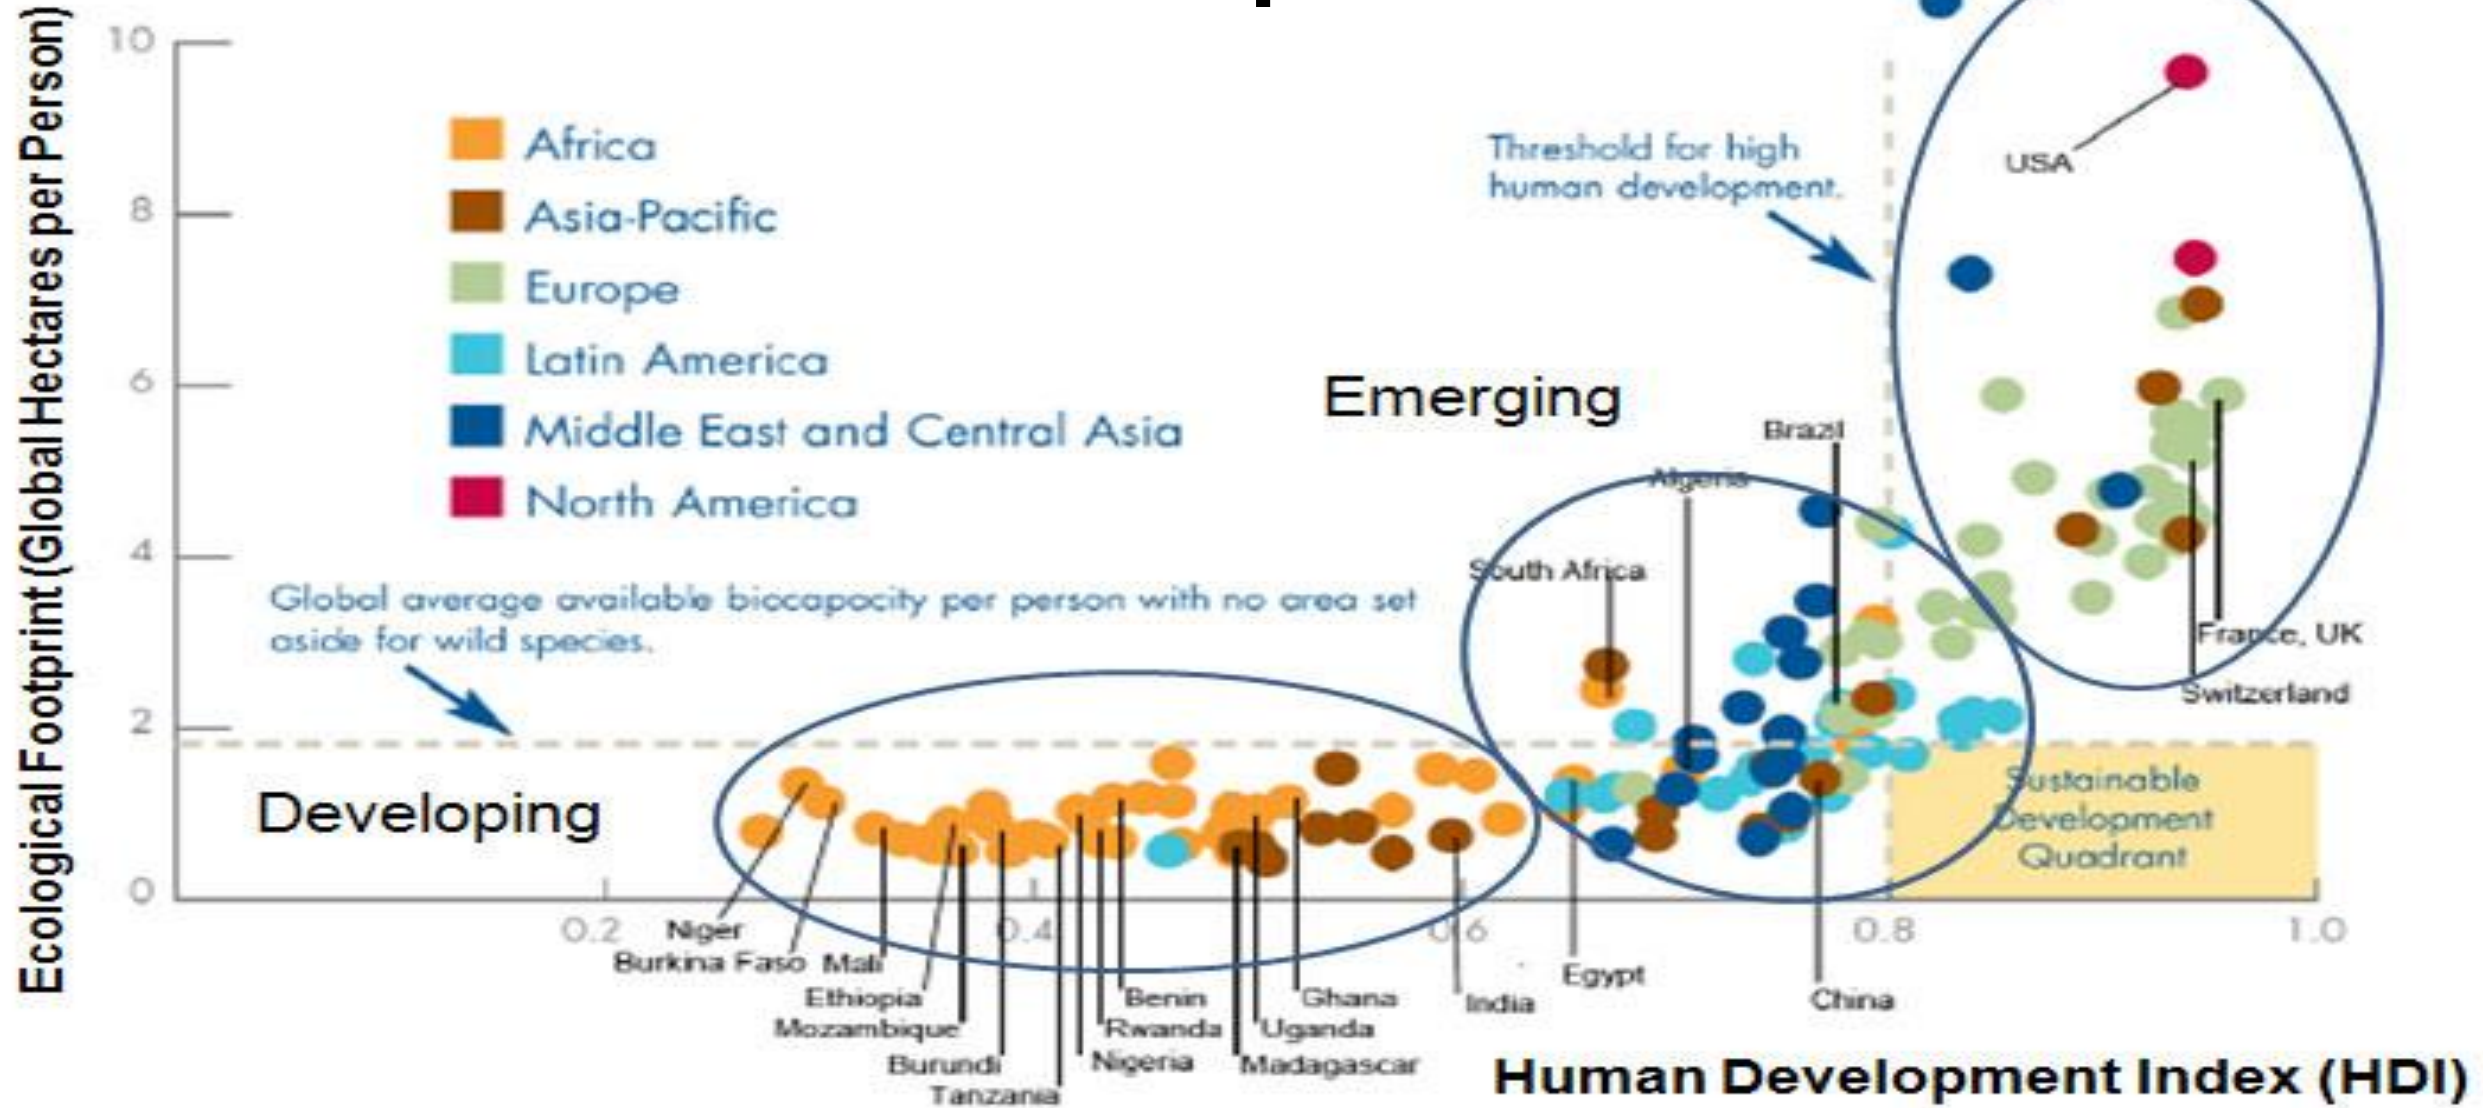 Ecological Footprint (Global Hectares per Person)
10
8
6
4
2
0
Africa
Asia-Pacific
Europe
Latin America
Middle East and Central Asia
North America
Threshold for high
human development.
USA
Emerging
Brazil
Algeria
South Africa
Global average available biocapacity per person with no area set
aside for wild species.
France, UK
Switzerland
Developing
Sustainable
Development
Quadrant
0.2
0.4
0.6
0.8
1.0
Niger
Burkina Faso
Mali
Ethiopia
Mozambique
Burundi
Tanzania
Benin
Rwanda
Nigeria
Ghana
Uganda
Madagascar
India
Egypt
China
Human Development Index (HDI)